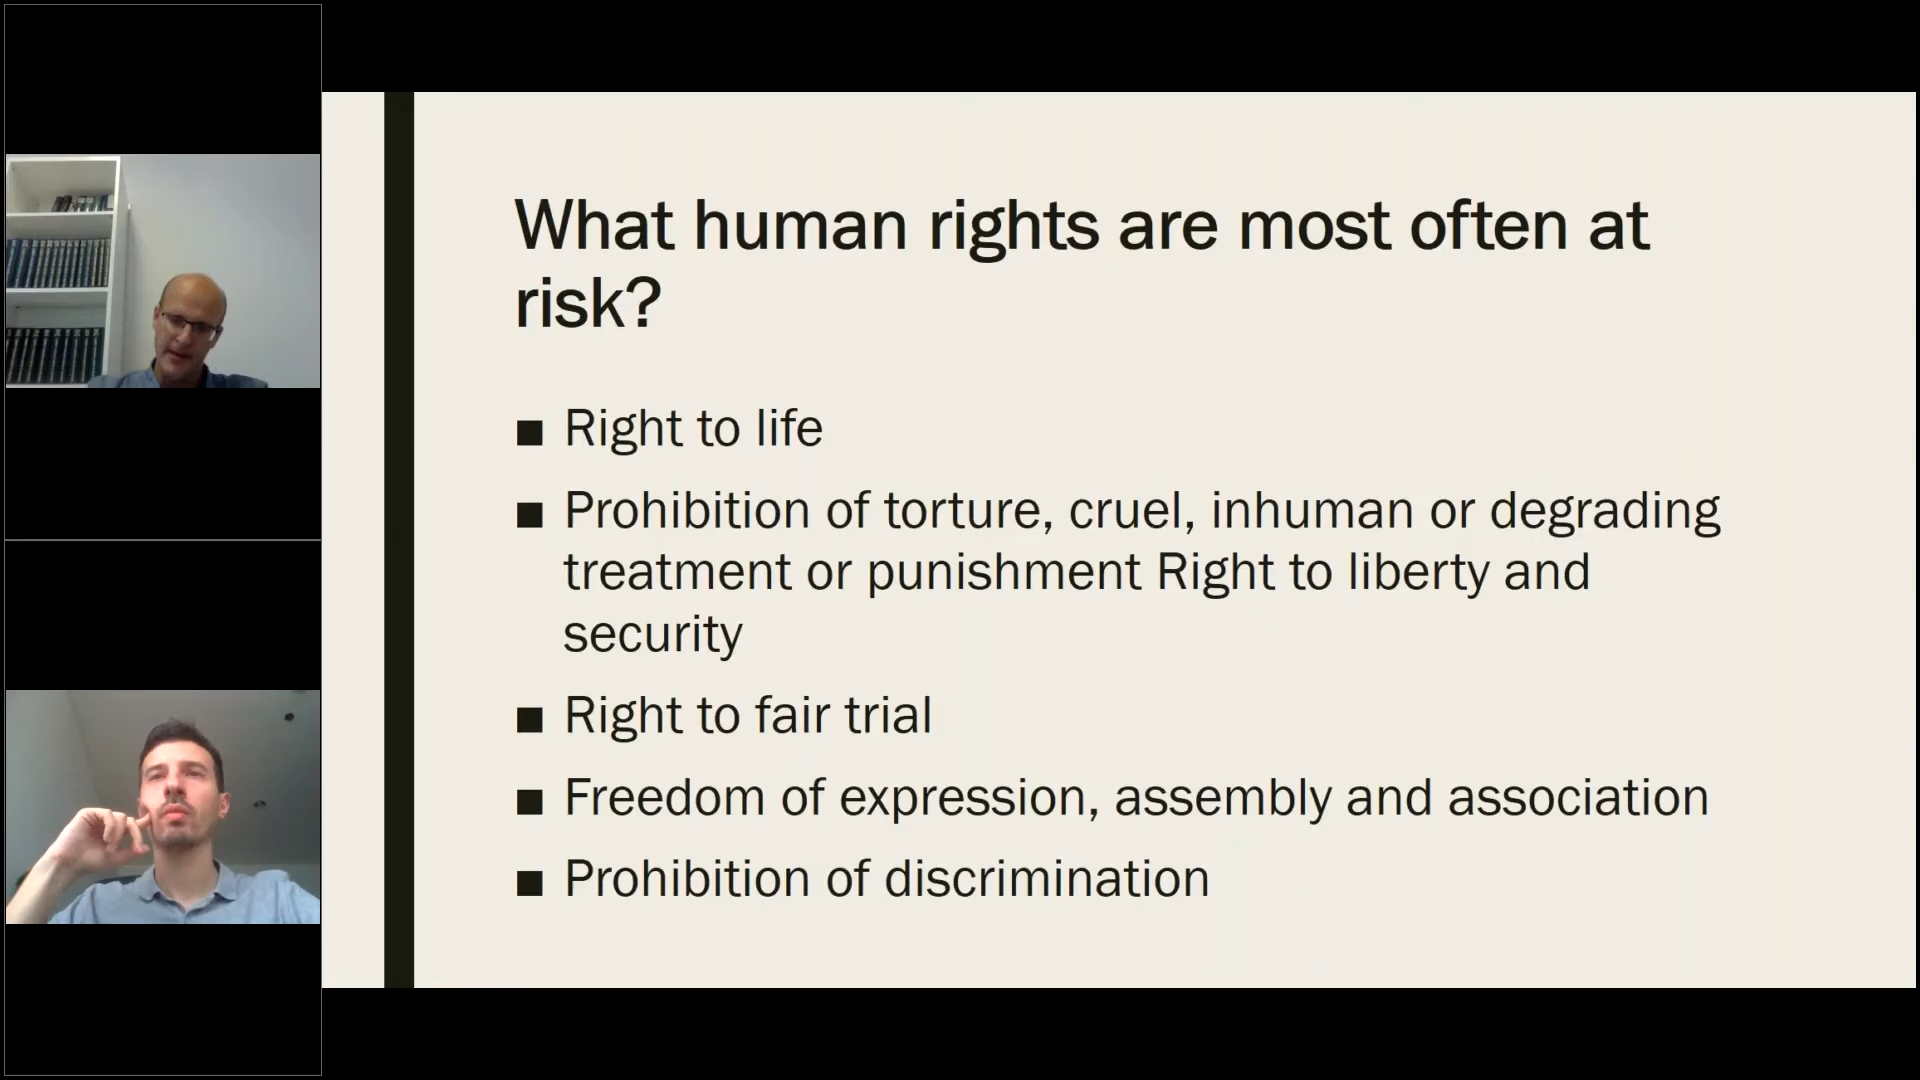 What human rights are most often at
risk?
■ Right to life
■ Prohibition of torture, cruel, inhuman or degrading
treatment or punishment Right to liberty and
security
■ Right to fair trial
■ Freedom of expression, assembly and association
■ Prohibition of discrimination